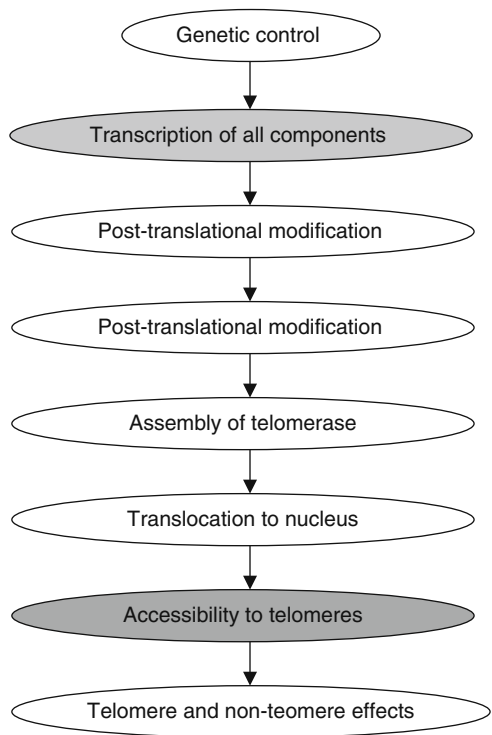 Genetic control
Transcription of all components
Post-translational modification
Post-translational modification
Assembly of telomerase
Translocation to nucleus
Accessibility to telomeres
Telomere and non-teomere effects